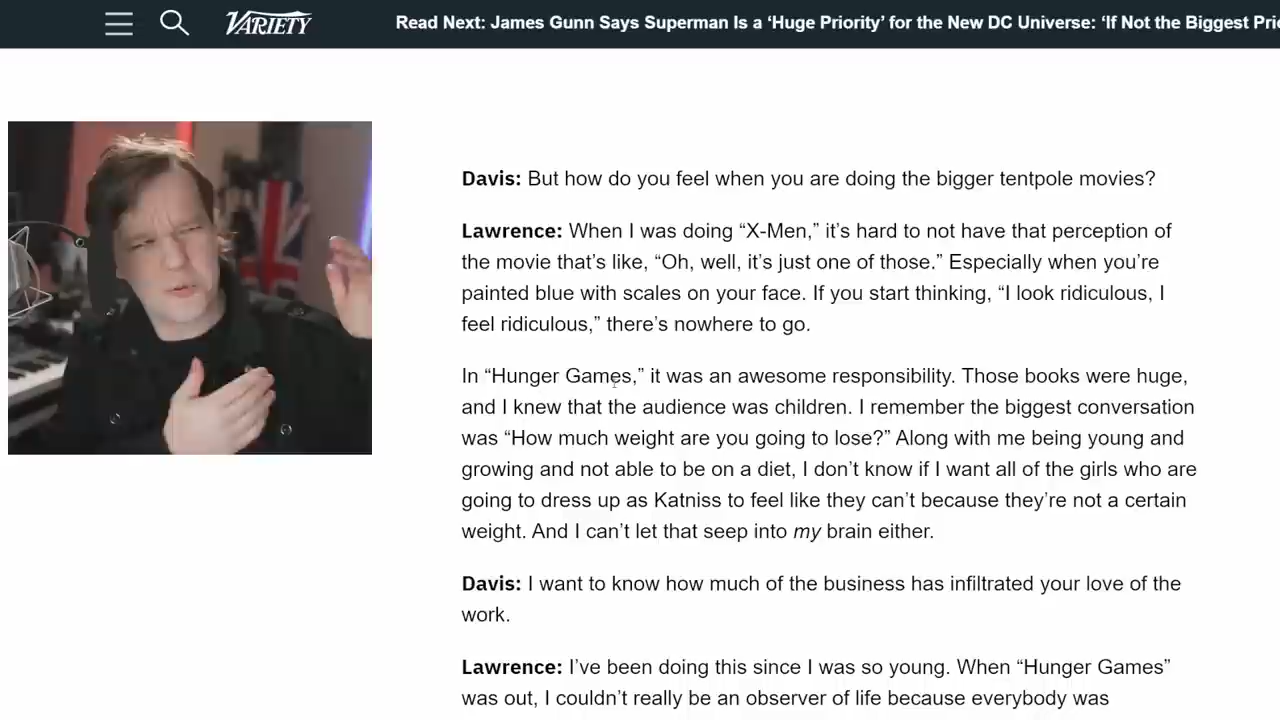 VARIETY
Read Next: James Gunn Says Superman Is a ‘Huge Priority’ for the New DC Universe: ‘If Not the Biggest
Davis: But how do you feel when you are doing the bigger tentpole movies?
Lawrence: When I was doing “X-Men,” it’s hard to not have that perception of
the movie that’s like, “Oh, well, it’s just one of those.” Especially when you’re
painted blue with scales on your face. If you start thinking, “I look ridiculous, I
feel ridiculous,” there’s nowhere to go.
In “Hunger Games,” it was an awesome responsibility. Those books were huge,
and I knew that the audience was children. I remember the biggest conversation
was “How much weight are you going to lose?” Along with me being young and
growing and not able to be on a diet, I don’t know if I want all of the girls who are
going to dress up as Katniss to feel like they can’t because they’re not a certain
weight. And I can’t let that seep into my brain either.
Davis: I want to know how much of the business has infiltrated your love of the
work.
Lawrence: I’ve been doing this since I was so young. When “Hunger Games”
was out, I couldn’t really be an observer of life because everybody was